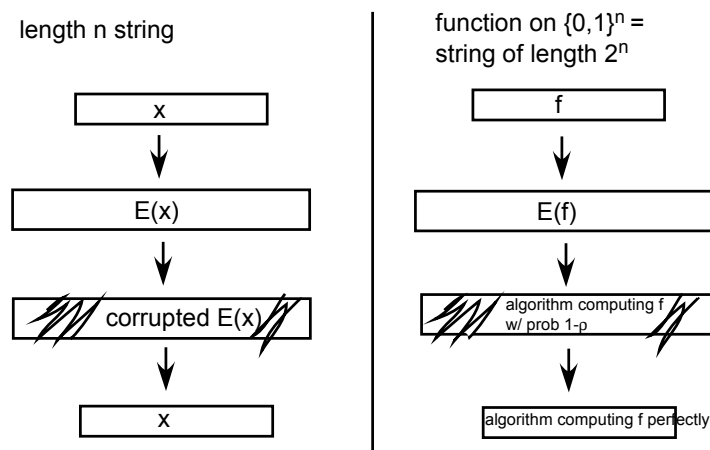 length n string
x
E(x)
corrupted E(x)
x
function on {0,1}ⁿ =
string of length 2ⁿ
f
E(f)
algorithm computing f
w/ prob 1-ρ
algorithm computing f perfectly